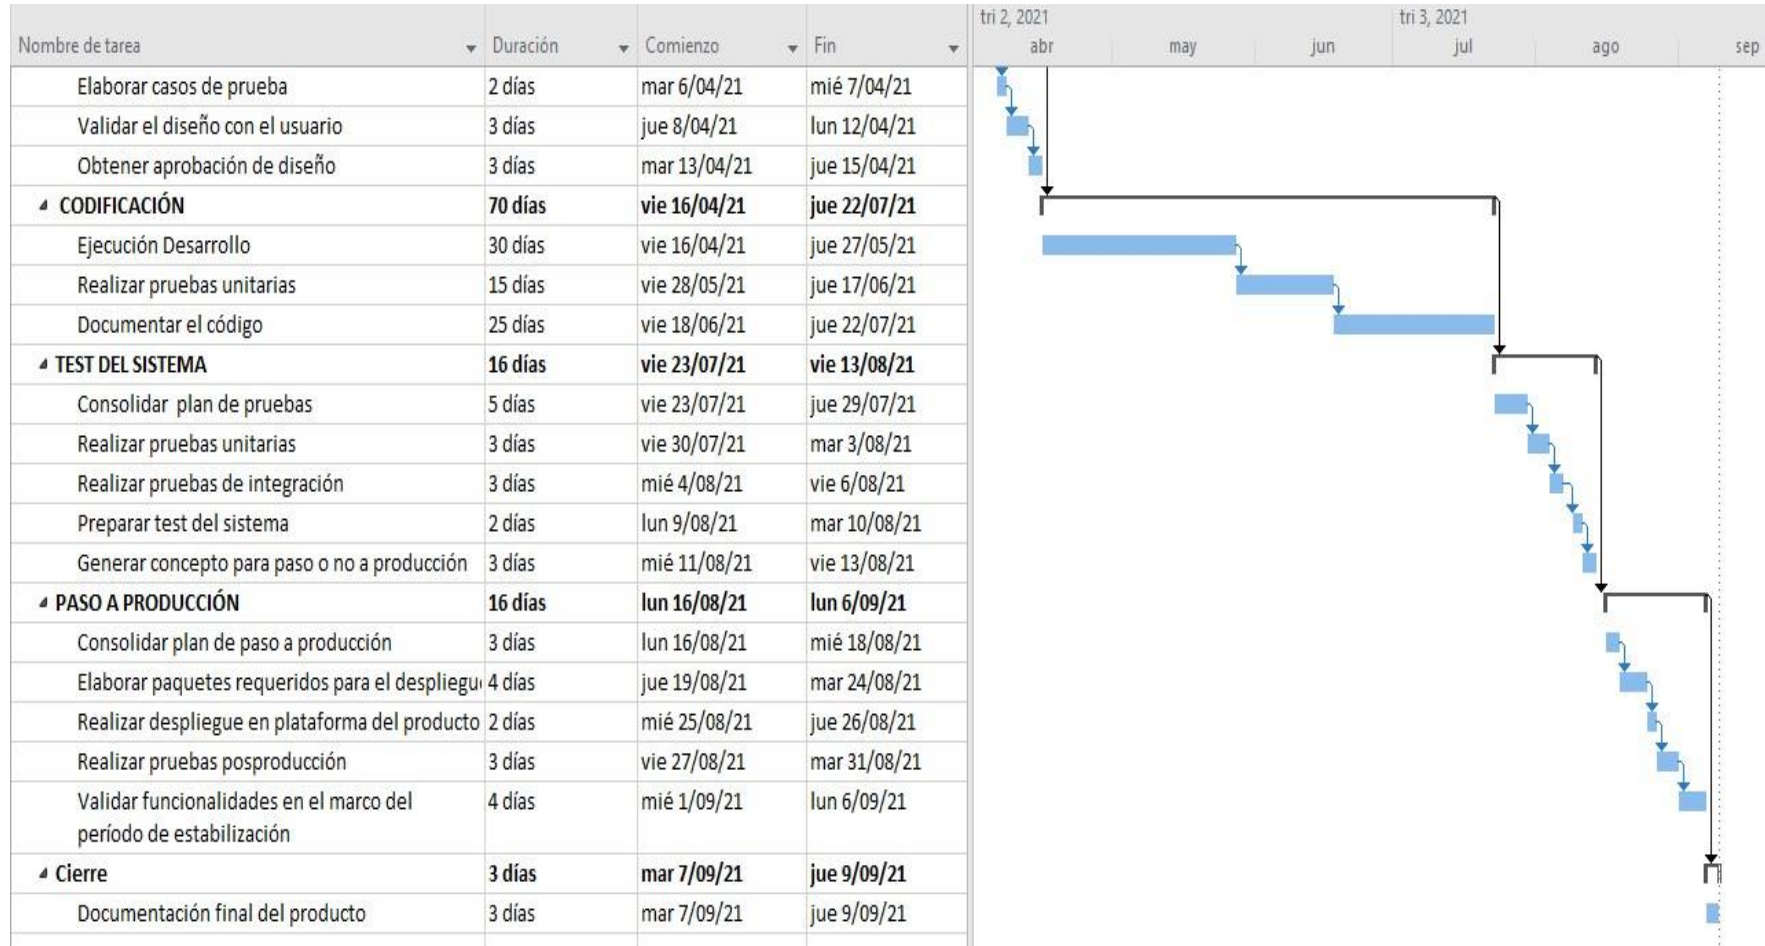 tri 2, 2021 tri 3, 2021
Nombre de tarea Duración Comienzo Fin abr may jun jul ago sep
Elaborar casos de prueba 2 días mar 6/04/21 mié 7/04/21
Validar el diseño con el usuario 3 días jue 8/04/21 lun 12/04/21
Obtener aprobación de diseño 3 días mar 13/04/21 jue 15/04/21
CODIFICACIÓN 70 días vie 16/04/21 jue 22/07/21
Ejecución Desarrollo 30 días vie 16/04/21 jue 27/05/21
Realizar pruebas unitarias 15 días vie 28/05/21 jue 17/06/21
Documentar el código 25 días vie 18/06/21 jue 22/07/21
TEST DEL SISTEMA 16 días vie 23/07/21 vie 13/08/21
Consolidar plan de pruebas 5 días vie 23/07/21 jue 29/07/21
Realizar pruebas unitarias 3 días vie 30/07/21 mar 3/08/21
Realizar pruebas de integración 3 días mié 4/08/21 vie 6/08/21
Preparar test del sistema 2 días lun 9/08/21 mar 10/08/21
Generar concepto para paso o no a producción 3 días mié 11/08/21 vie 13/08/21
PASO A PRODUCCIÓN 16 días lun 16/08/21 lun 6/09/21
Consolidar plan de paso a producción 3 días lun 16/08/21 mié 18/08/21
Elaborar paquetes requeridos para el despliegu 4 días jue 19/08/21 mar 24/08/21
Realizar despliegue en plataforma del producto 2 días mié 25/08/21 jue 26/08/21
Realizar pruebas posproducción 3 días vie 27/08/21 mar 31/08/21
Validar funcionalidades en el marco del 4 días mié 1/09/21 lun 6/09/21
período de estabilización
Cierre 3 días mar 7/09/21 jue 9/09/21
Documentación final del producto 3 días mar 7/09/21 jue 9/09/21